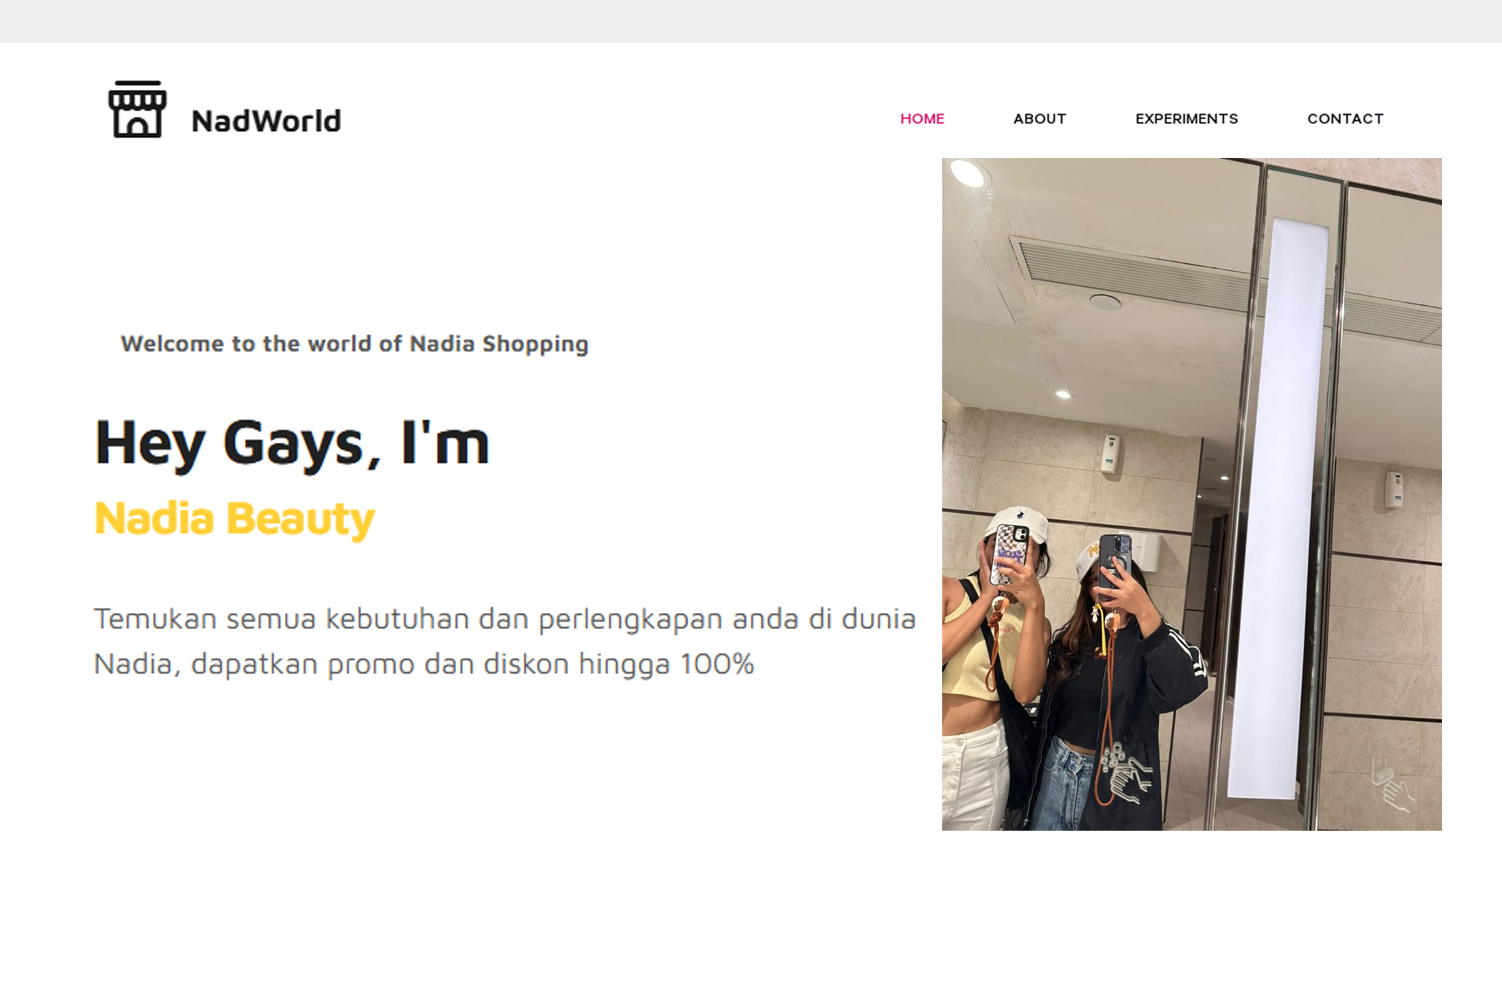 NadWorld
HOME ABOUT EXPERIMENTS CONTACT
Welcome to the world of Nadia Shopping
Hey Gays, I'm
Nadia Beauty
Temukan semua kebutuhan dan perlengkapan anda di dunia
Nadia, dapatkan promo dan diskon hingga 100%